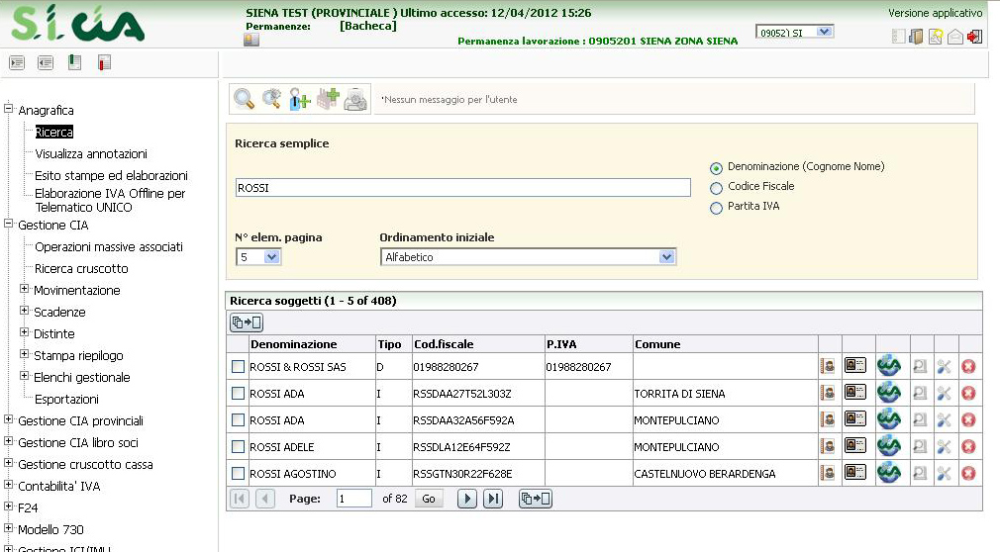 S.I. CIA
SIENA TEST (PROVINCIALE ) Ultimo accesso: 12/04/2012 15:26
Permanenze: [Bacheca]
Permanenza lavorazione : 0905201 SIENA ZONA SIENA
Versione applicativo
Anagrafica
Ricerca
Visualizza annotazioni
Esito stampe ed elaborazioni
Elaborazione IVA Offline per
Telematico UNICO
Gestione CIA
Operazioni massive associati
Ricerca cruscotto
Movimentazione
Scadenze
Distinte
Stampa riepilogo
Elenchi gestionale
Esportazioni
Gestione CIA provinciali
Gestione CIA libro soci
Gestione cruscotto cassa
Contabilita' IVA
F24
Modello 730
Gestione ICI/IMU
'Nessun messaggio per l'utente
Ricerca semplice
ROSSI
Denominazione (Cognome Nome)
Codice Fiscale
Partita IVA
N° elem. pagina Ordinamento iniziale
5 Alfabetico
Ricerca soggetti (1 - 5 of 408)
Denominazione Tipo Cod.fiscale P.IVA Comune
ROSSI & ROSSI SAS D 01988280267 01988280267
ROSSI ADA I RSSDAA27T52L303Z TORRITA DI SIENA
ROSSI ADA I RSSDAA32A56F592A MONTEPULCIANO
ROSSI ADELE I RSSDLA12E64F592Z MONTEPULCIANO
ROSSI AGOSTINO I RSSGTN30R22F628E CASTELNUOVO BERARDENGA
Page: 1 of 82 Go